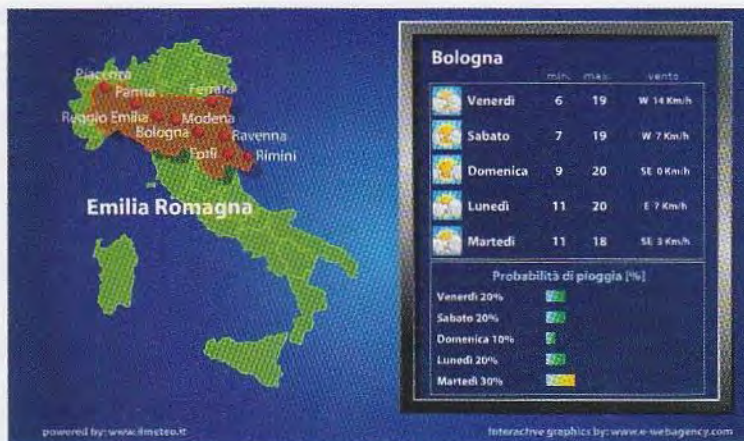 Piacenza
Parma
Ferrara
Reggio Emilia
Modena
Bologna
Ravenna
Forlì
Rimini
Emilia Romagna
Bologna
min. max. vento
Venerdì 6 19 W 14 Km/h
Sabato 7 19 W 7 Km/h
Domenica 9 20 SE 0 Km/h
Lunedì 11 20 E 7 Km/h
Martedì 11 18 SE 3 Km/h
Probabilità di pioggia [%]
Venerdì 20%
Sabato 20%
Domenica 10%
Lunedì 20%
Martedì 30%
powered by: www.ilmeteo.it
Interactive graphics by: www.e-webagency.com